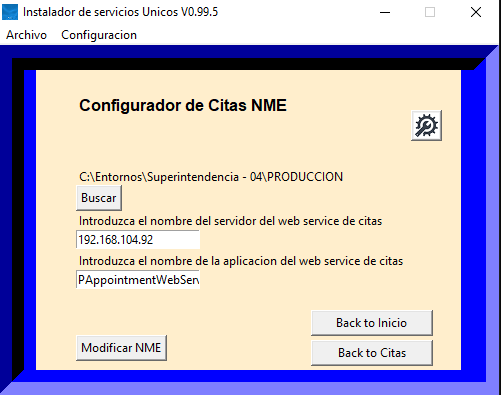 Instalador de servicios Unicos V0.99.5
Archivo Configuracion
Configurador de Citas NME
C:\Entornos\Superintendencia - 04\PRODUCCION
Buscar
Introduzca el nombre del servidor del web service de citas
192.168.104.92
Introduzca el nombre de la aplicacion del web service de citas
PAppointmentWebSer
Back to Inicio
Modificar NME
Back to Citas